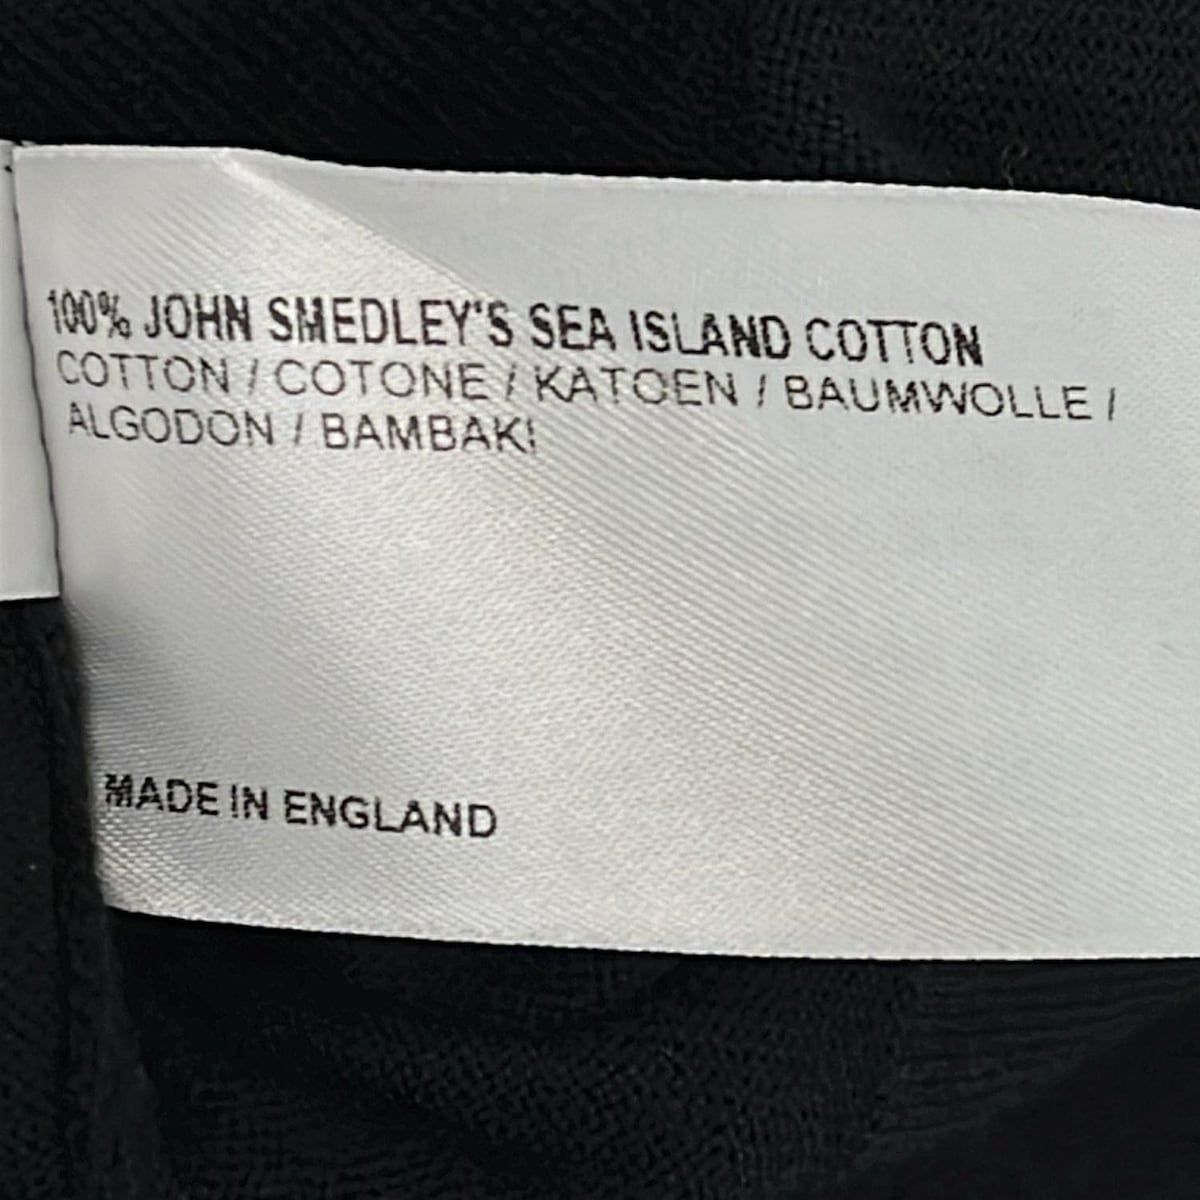 100% JOHN SMEDLEY'S SEA ISLAND COTTON
COTTON / COTONE / KATOEN / BAUMWOLLE /
ALGODON / BAMBAKI
MADE IN ENGLAND